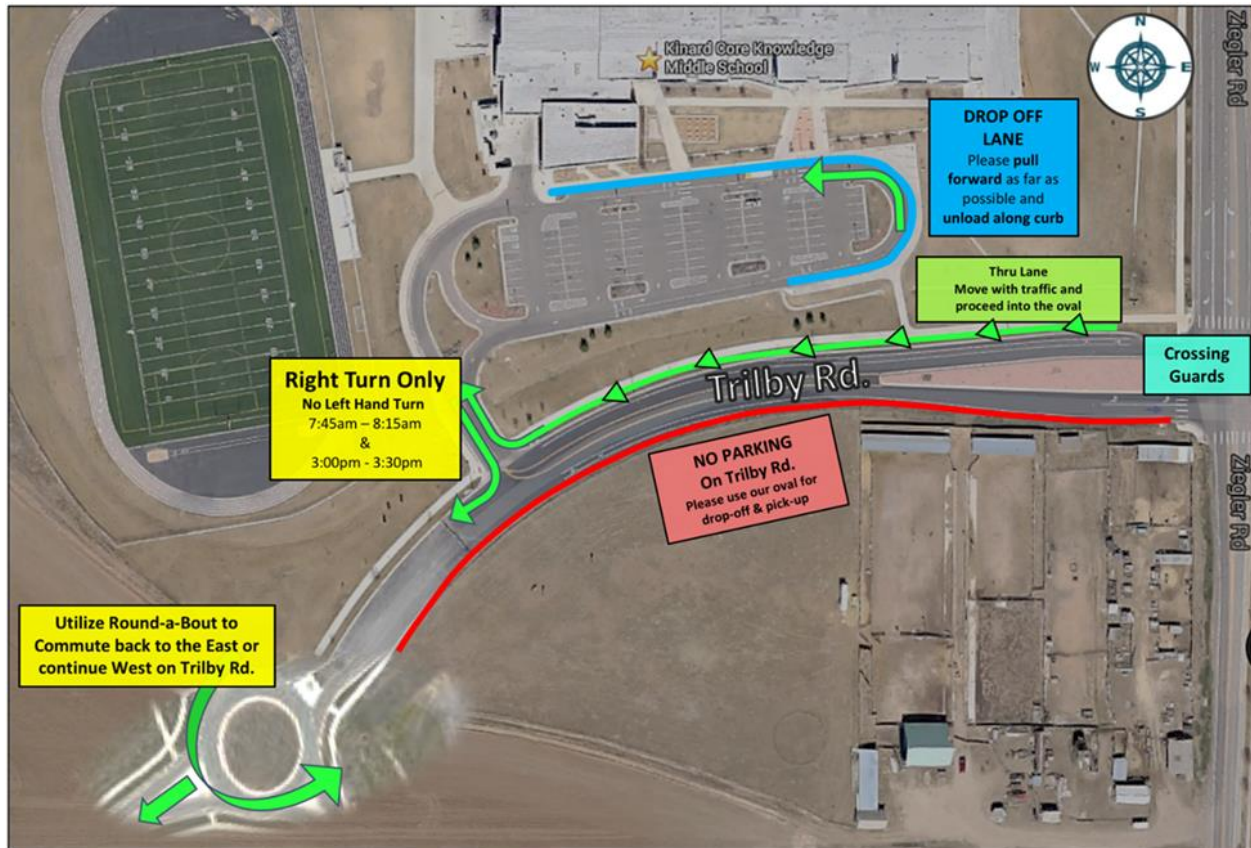 Kinard Core Knowledge
Middle School
N
W
E
S
Ziegler Rd
DROP OFF
LANE
Please pull
forward as far as
possible and
unload along curb
Thru Lane
Move with traffic and
proceed into the oval
Crossing
Guards
Trilby Rd.
Right Turn Only
No Left Hand Turn
7:45am – 8:15am
&
3:00pm - 3:30pm
NO PARKING
On Trilby Rd.
Please use our oval for
drop-off & pick-up
Ziegler Rd
Utilize Round-a-Bout to
Commute back to the East or
continue West on Trilby Rd.